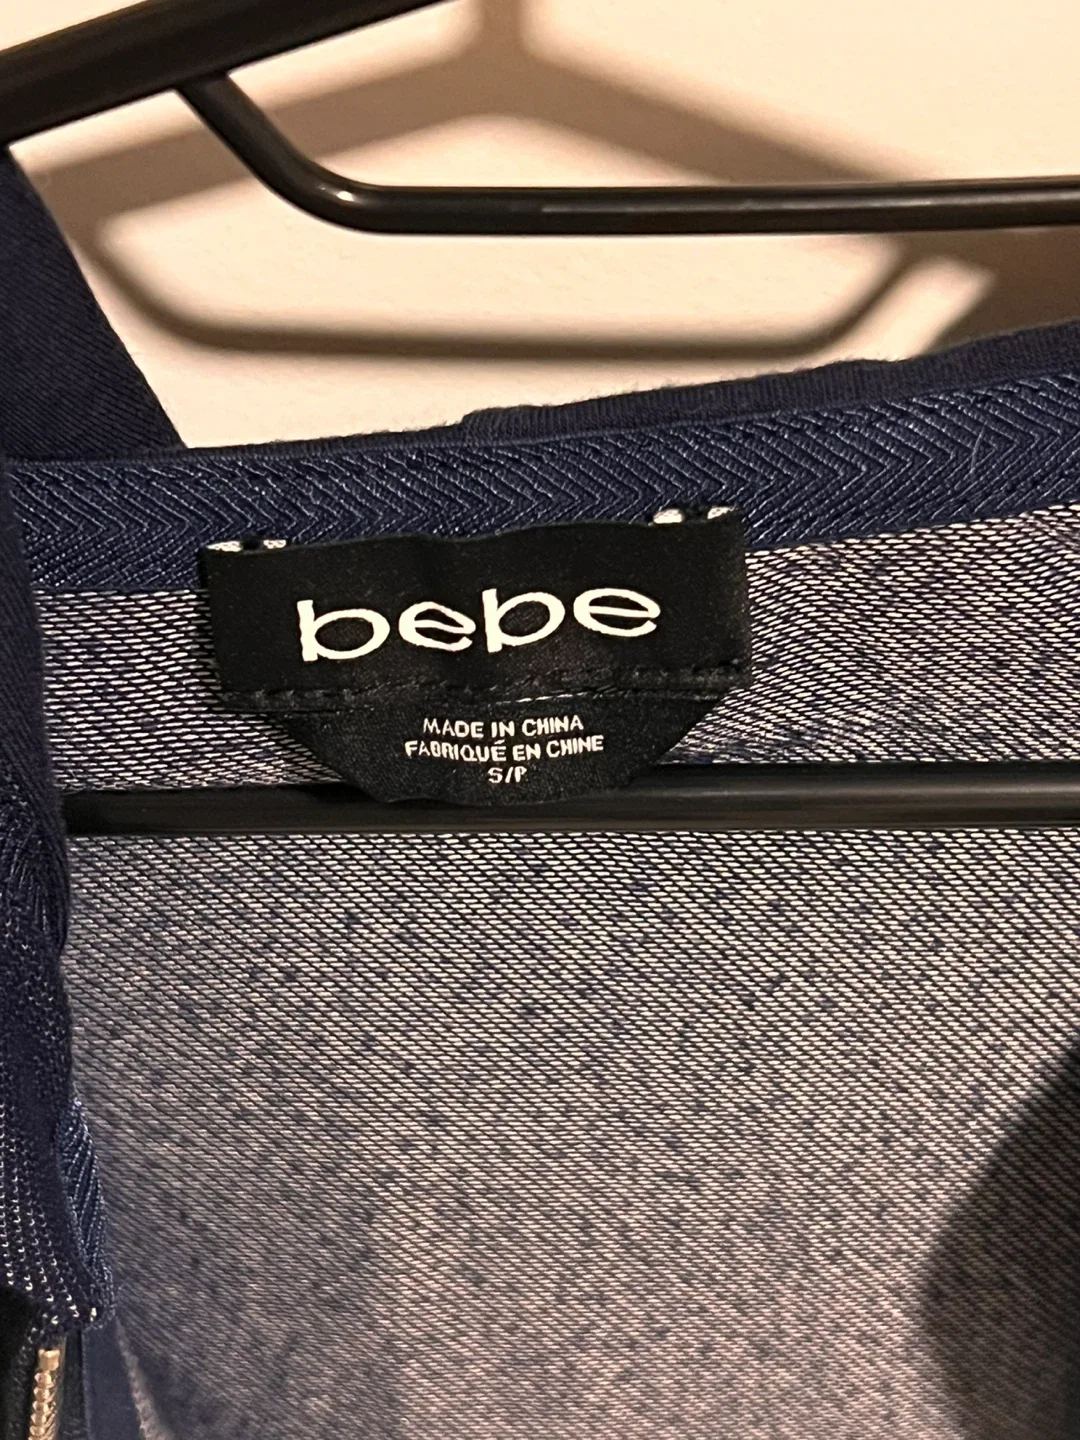 bebe
MADE IN CHINA
FABRIQUÉ EN CHINE
S/P